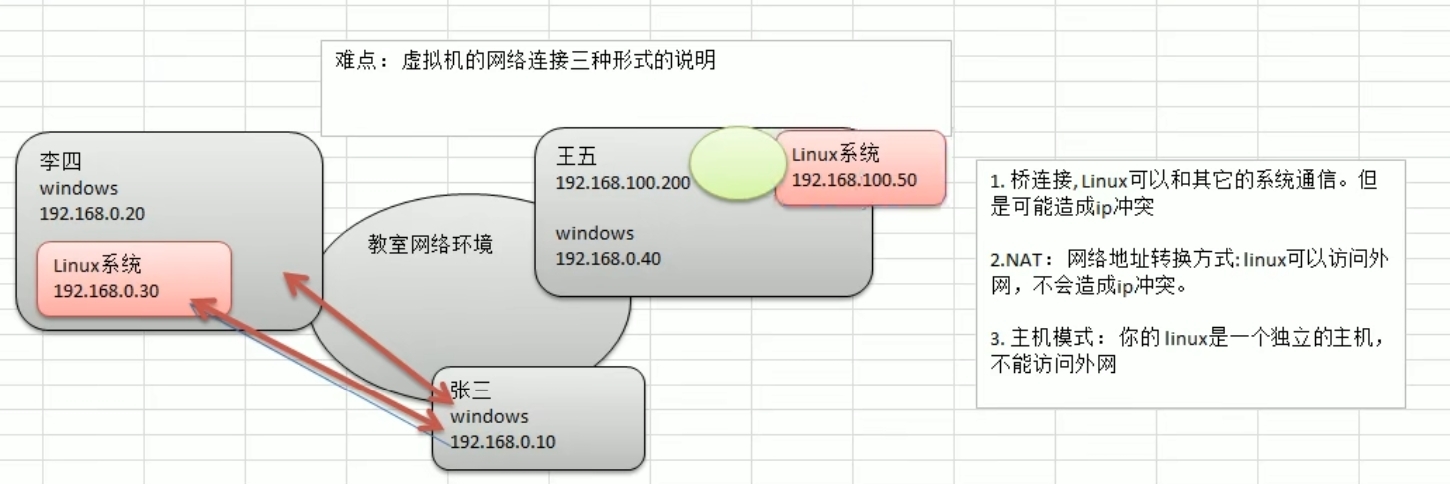 难点：虚拟机的网络连接三种形式的说明
李四
windows
192.168.0.20
Linux系统
192.168.0.30
教室网络环境
王五
192.168.100.200
windows
192.168.0.40
Linux系统
192.168.100.50
张三
windows
192.168.0.10
1. 桥连接,Linux可以和其它的系统通信。但
是可能造成ip冲突
2.NAT：网络地址转换方式:linux可以访问外
网，不会造成ip冲突。
3. 主机模式：你的linux是一个独立的主机，
不能访问外网